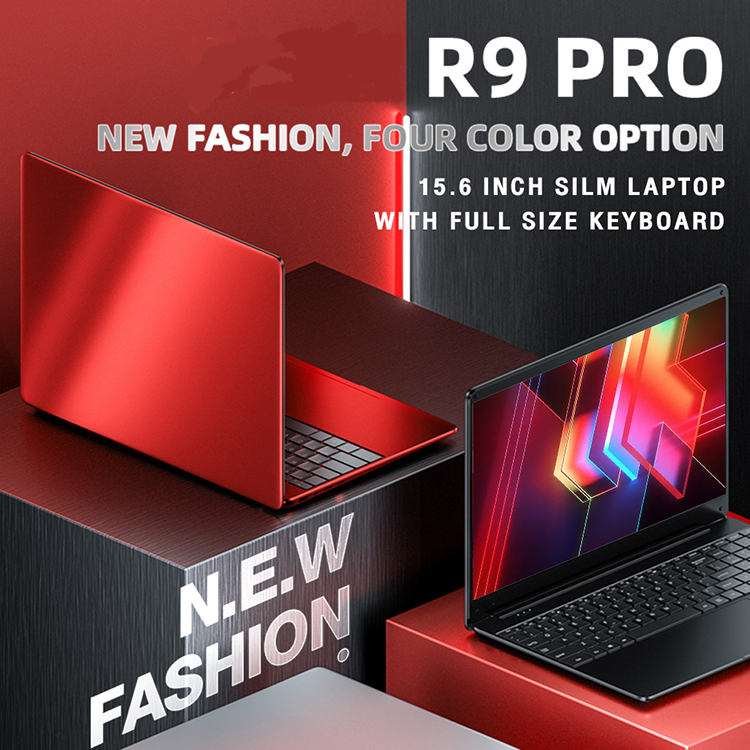 R9 PRO
NEW FASHION, FOUR COLOR OPTION
15.6 INCH SILM LAPTOP
WITH FULL SIZE KEYBOARD
N.E.W
FASHION.